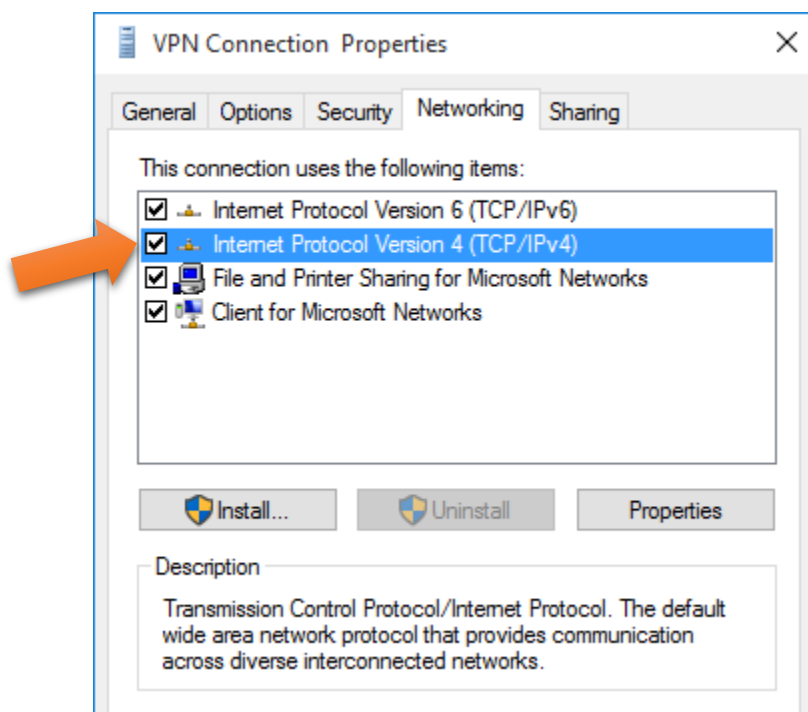 VPN Connection Properties
General Options Security Networking Sharing
This connection uses the following items:
Internet Protocol Version 6 (TCP/IPv6)
Internet Protocol Version 4 (TCP/IPv4)
File and Printer Sharing for Microsoft Networks
Client for Microsoft Networks
Install... Uninstall Properties
Description
Transmission Control Protocol/Internet Protocol. The default
wide area network protocol that provides communication
across diverse interconnected networks.